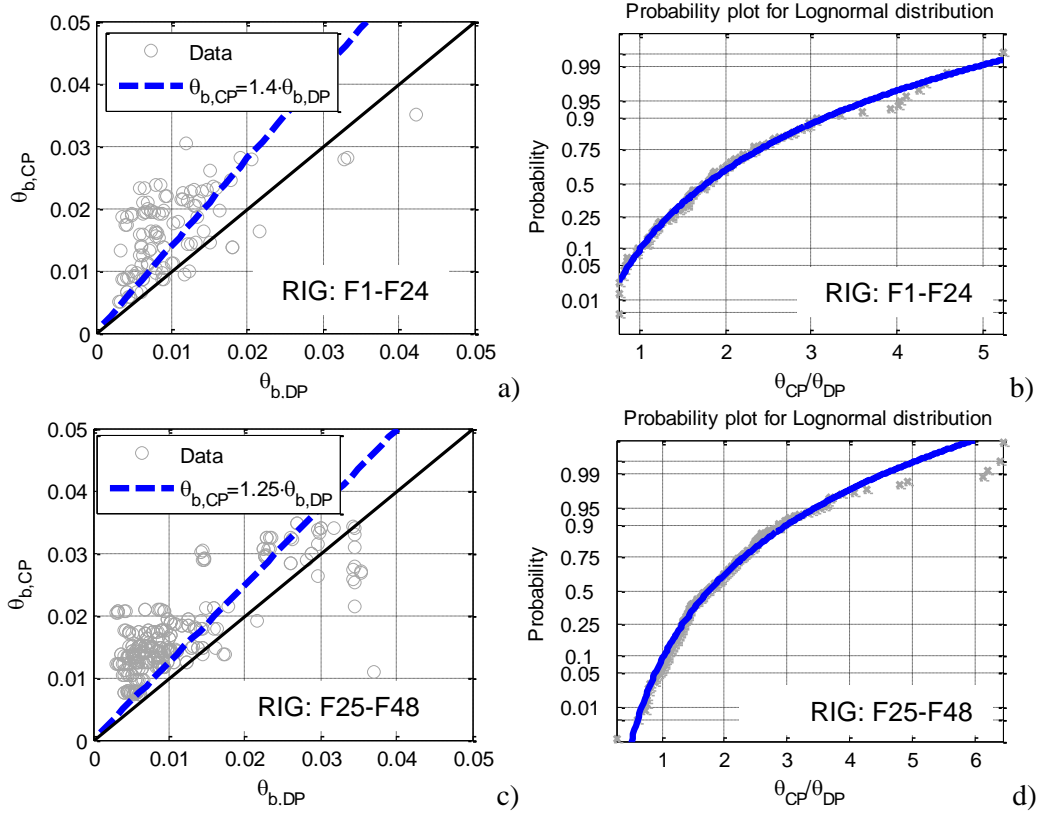 0.05
0.04
0.03
0.02
0.01
0
θb,CP
Data
θb,CP=1.4·θb,DP
RIG: F1-F24
0 0.01 0.02 0.03 0.04 0.05
θb.DP
a)
Probability plot for Lognormal distribution
0.99
0.95
0.9
0.75
0.5
0.25
0.1
0.05
0.01
Probability
RIG: F1-F24
1 2 3 4 5
θCP/θDP
b)
0.05
0.04
0.03
0.02
0.01
0
θb,CP
Data
θb,CP=1.25·θb,DP
RIG: F25-F48
0 0.01 0.02 0.03 0.04 0.05
θb.DP
c)
Probability plot for Lognormal distribution
0.99
0.95
0.9
0.75
0.5
0.25
0.1
0.05
0.01
Probability
RIG: F25-F48
1 2 3 4 5 6
θCP/θDP
d)